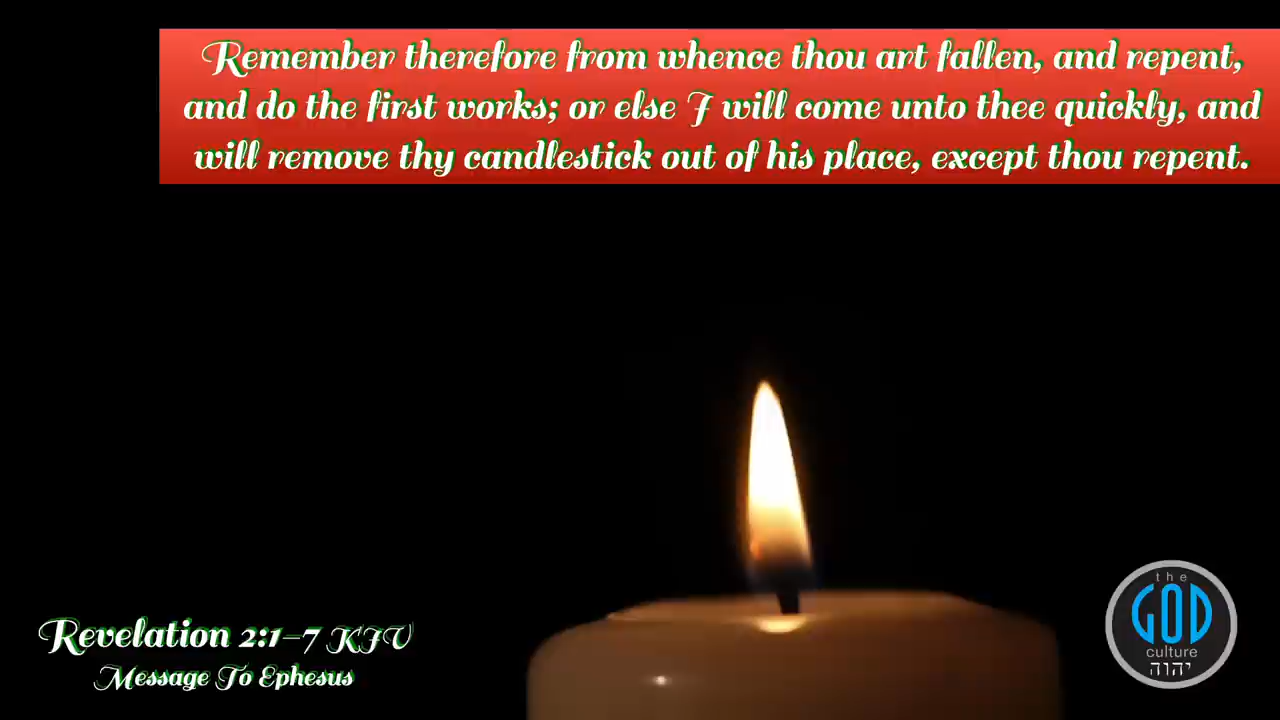 Remember therefore from whence thou art fallen, and repent,
and do the first works; or else I will come unto thee quickly, and
will remove thy candlestick out of his place, except thou repent.
Revelation 2:1-7 KJV
Message To Ephesus
the
GOD
culture
יהוה